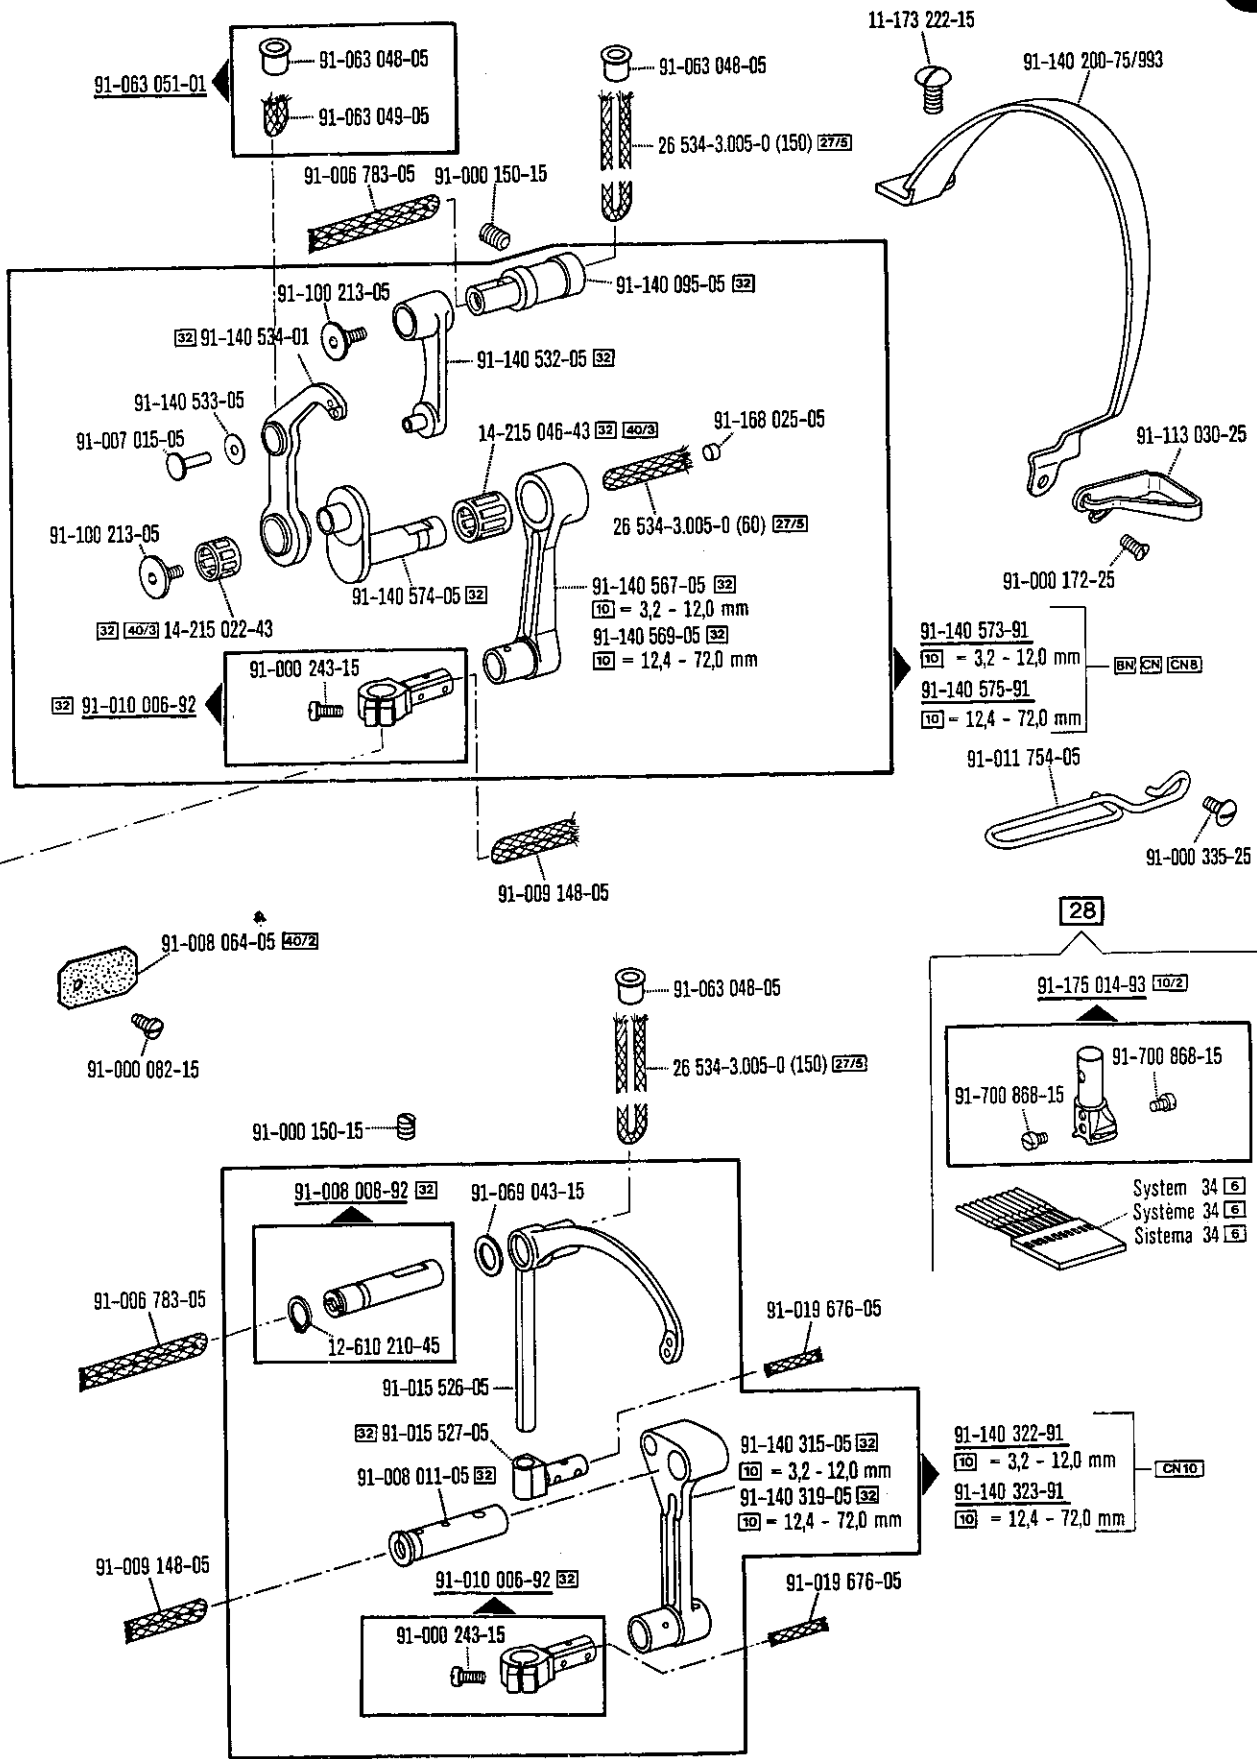 11-173 222-15
91-063 051-01
91-063 048-05
91-063 049-05
91-063 048-05
26 534-3.005-0 (150) 27/5
91-140 200-75/993
91-006 783-05
91-000 150-15
91-140 095-05 32
91-100 213-05
32 91-140 534-01
91-140 532-05 32
91-140 533-05
91-007 015-05
14-215 046-43 32 40/3
91-168 025-05
91-113 030-25
26 534-3.005-0 (60) 27/5
91-100 213-05
91-140 574-05 32
91-000 172-25
91-140 567-05 32
10 = 3,2 - 12,0 mm
91-140 569-05 32
10 = 12,4 - 72,0 mm
32 40/3 14-215 022-43
91-140 573-91
10 = 3,2 - 12,0 mm
91-140 575-91
10 = 12,4 - 72,0 mm
BN CN CN8
91-000 243-15
32 91-010 006-92
91-011 754-05
91-000 335-25
91-009 148-05
28
91-008 064-05 40/2
91-000 082-15
91-063 048-05
26 534-3.005-0 (150) 27/5
91-175 014-93 10/2
91-700 868-15
91-700 868-15
91-000 150-15
91-008 008-92 32
91-069 043-15
System 34 6
Système 34 6
Sistema 34 6
91-006 783-05
12-610 210-45
91-019 676-05
91-015 526-05
32 91-015 527-05
91-008 011-05 32
91-140 315-05 32
10 = 3,2 - 12,0 mm
91-140 319-05 32
10 = 12,4 - 72,0 mm
91-140 322-91
10 = 3,2 - 12,0 mm
91-140 323-91
10 = 12,4 - 72,0 mm
CN10
91-009 148-05
91-010 006-92 32
91-019 676-05
91-000 243-15